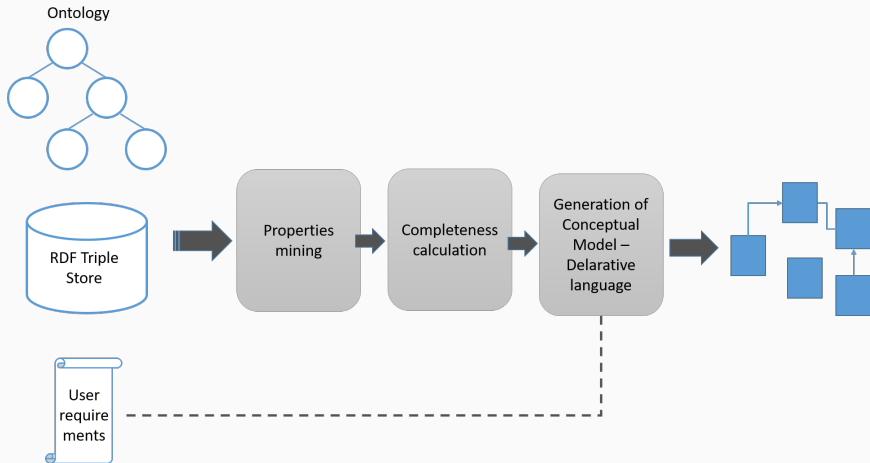 Ontology
RDF Triple
Store
User
require
ments
Properties
mining
Completeness
calculation
Generation of
Conceptual
Model –
Delarative
language